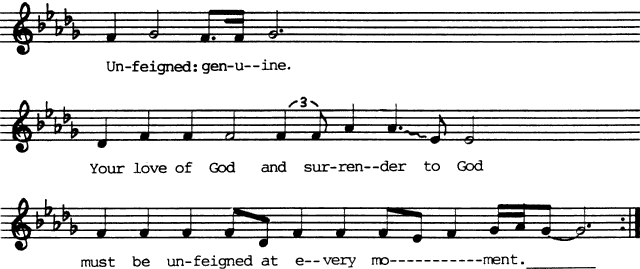 Un-feigned: gen-u--ine.
3
Your love of God and sur-ren--der to God
must be un-feigned at e--very mo-----------ment.________